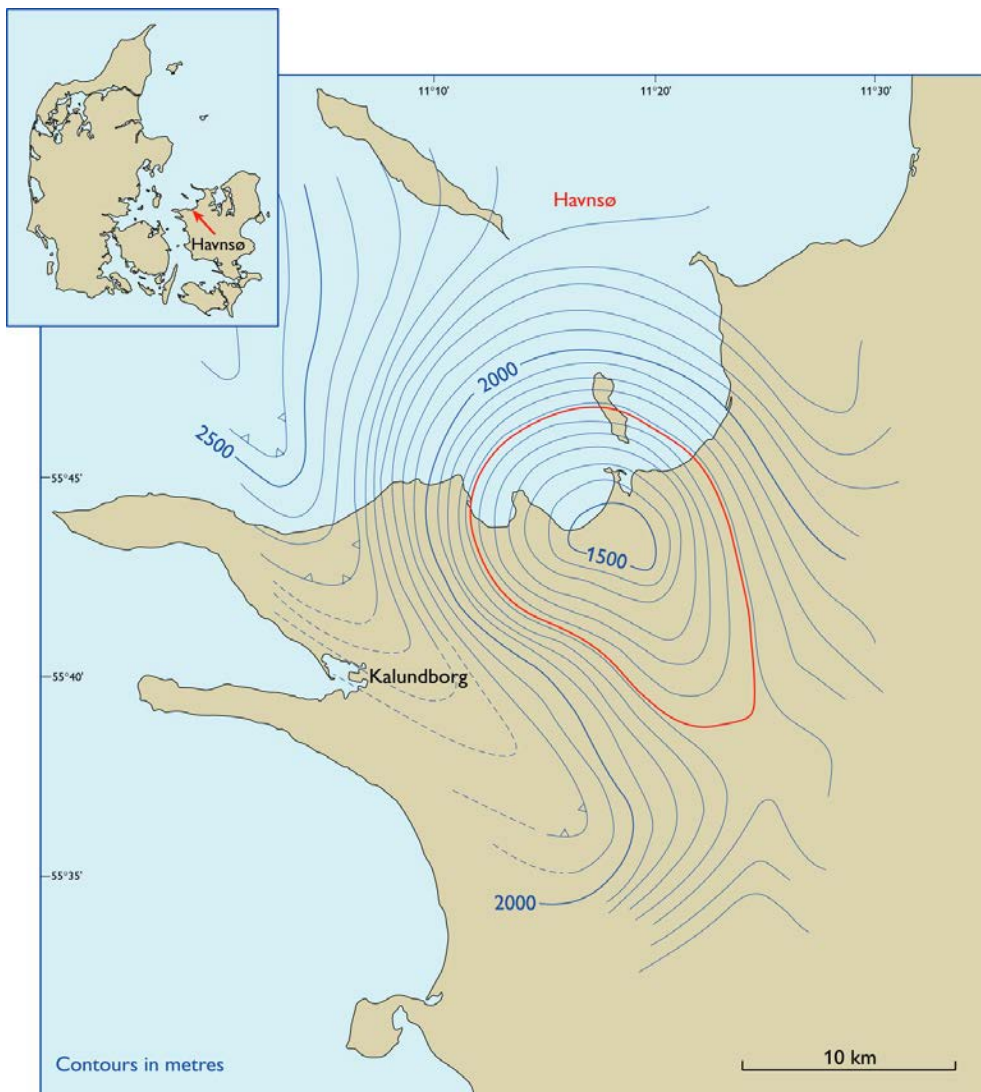 Havnsø
11°10'
11°20'
11°30'
Havnsø
2000
2500
55°45'
1500
55°40'
Kalundborg
55°35'
2000
Contours in metres
10 km